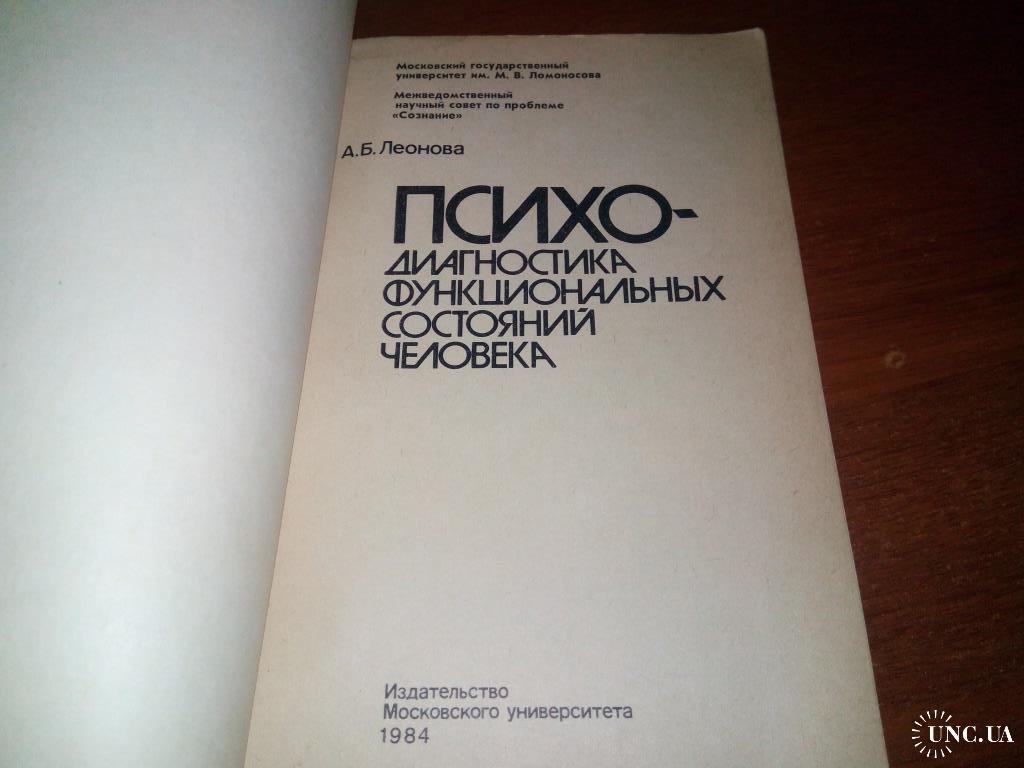 Московский государственный
университет им. М. В. Ломоносова
Межведомственный
научный совет по проблеме
«Сознание»
А.Б. Леонова
ПСИХО-
ДИАГНОСТИКА
ФУНКЦИОНАЛЬНЫХ
СОСТОЯНИЙ
ЧЕЛОВЕКА
Издательство
Московского университета
1984
UNC.UA